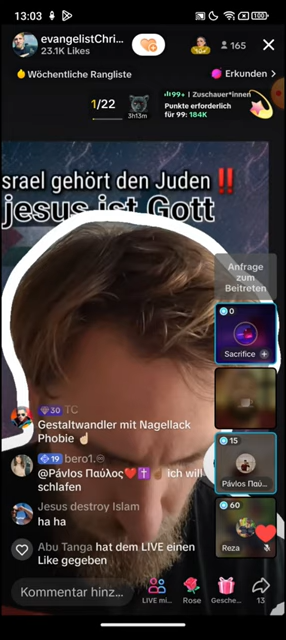 13:03
100
evangelistChri...
23.1K Likes
165
Wöchentliche Rangliste
Erkunden
1/22
3h13m
99+ | Zuschauer*innen
Punkte erforderlich
für 99: 184K
srael gehört den Juden ‼️
jesus ist Gott
Anfrage
zum
Beitreten
0
Sacrifice +
30 TC
Gestaltwandler mit Nagellack
Phobie ☝🏻
19 bero1.
@Pávlos Παύλος❤️✝️☝🏾 ich will
schlafen
15
Pávlos Παύ...
Jesus destroy Islam
ha ha
60
Reza
Abu Tanga hat dem LIVE einen
Like gegeben
Kommentar hinz...
LIVE mi...
Rose
Gesche...
13